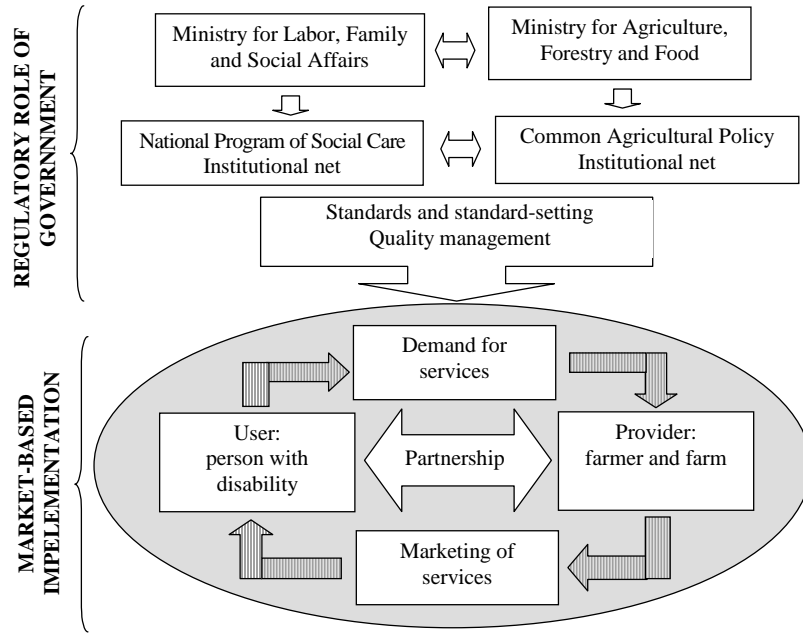 REGULATORY ROLE OF
GOVERNNMENT
Ministry for Labor, Family
and Social Affairs
Ministry for Agriculture,
Forestry and Food
National Program of Social Care
Institutional net
Common Agricultural Policy
Institutional net
Standards and standard-setting
Quality management
MARKET-BASED
IMPELEMENTATION
Demand for
services
User:
person with
disability
Partnership
Provider:
farmer and farm
Marketing of
services